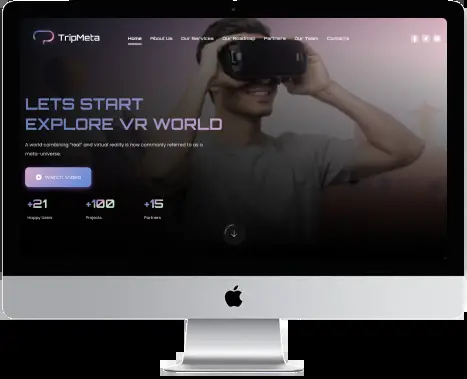 TripMeta
Home About Us Our Services Our Roadmap Partners Our Team Contacts
LETS START
EXPLORE VR WORLD
A world combining "real" and virtual reality is now commonly referred to as a
meta-universe.
Watch Video
+21 +100 +15
Happy Users Projects Partners